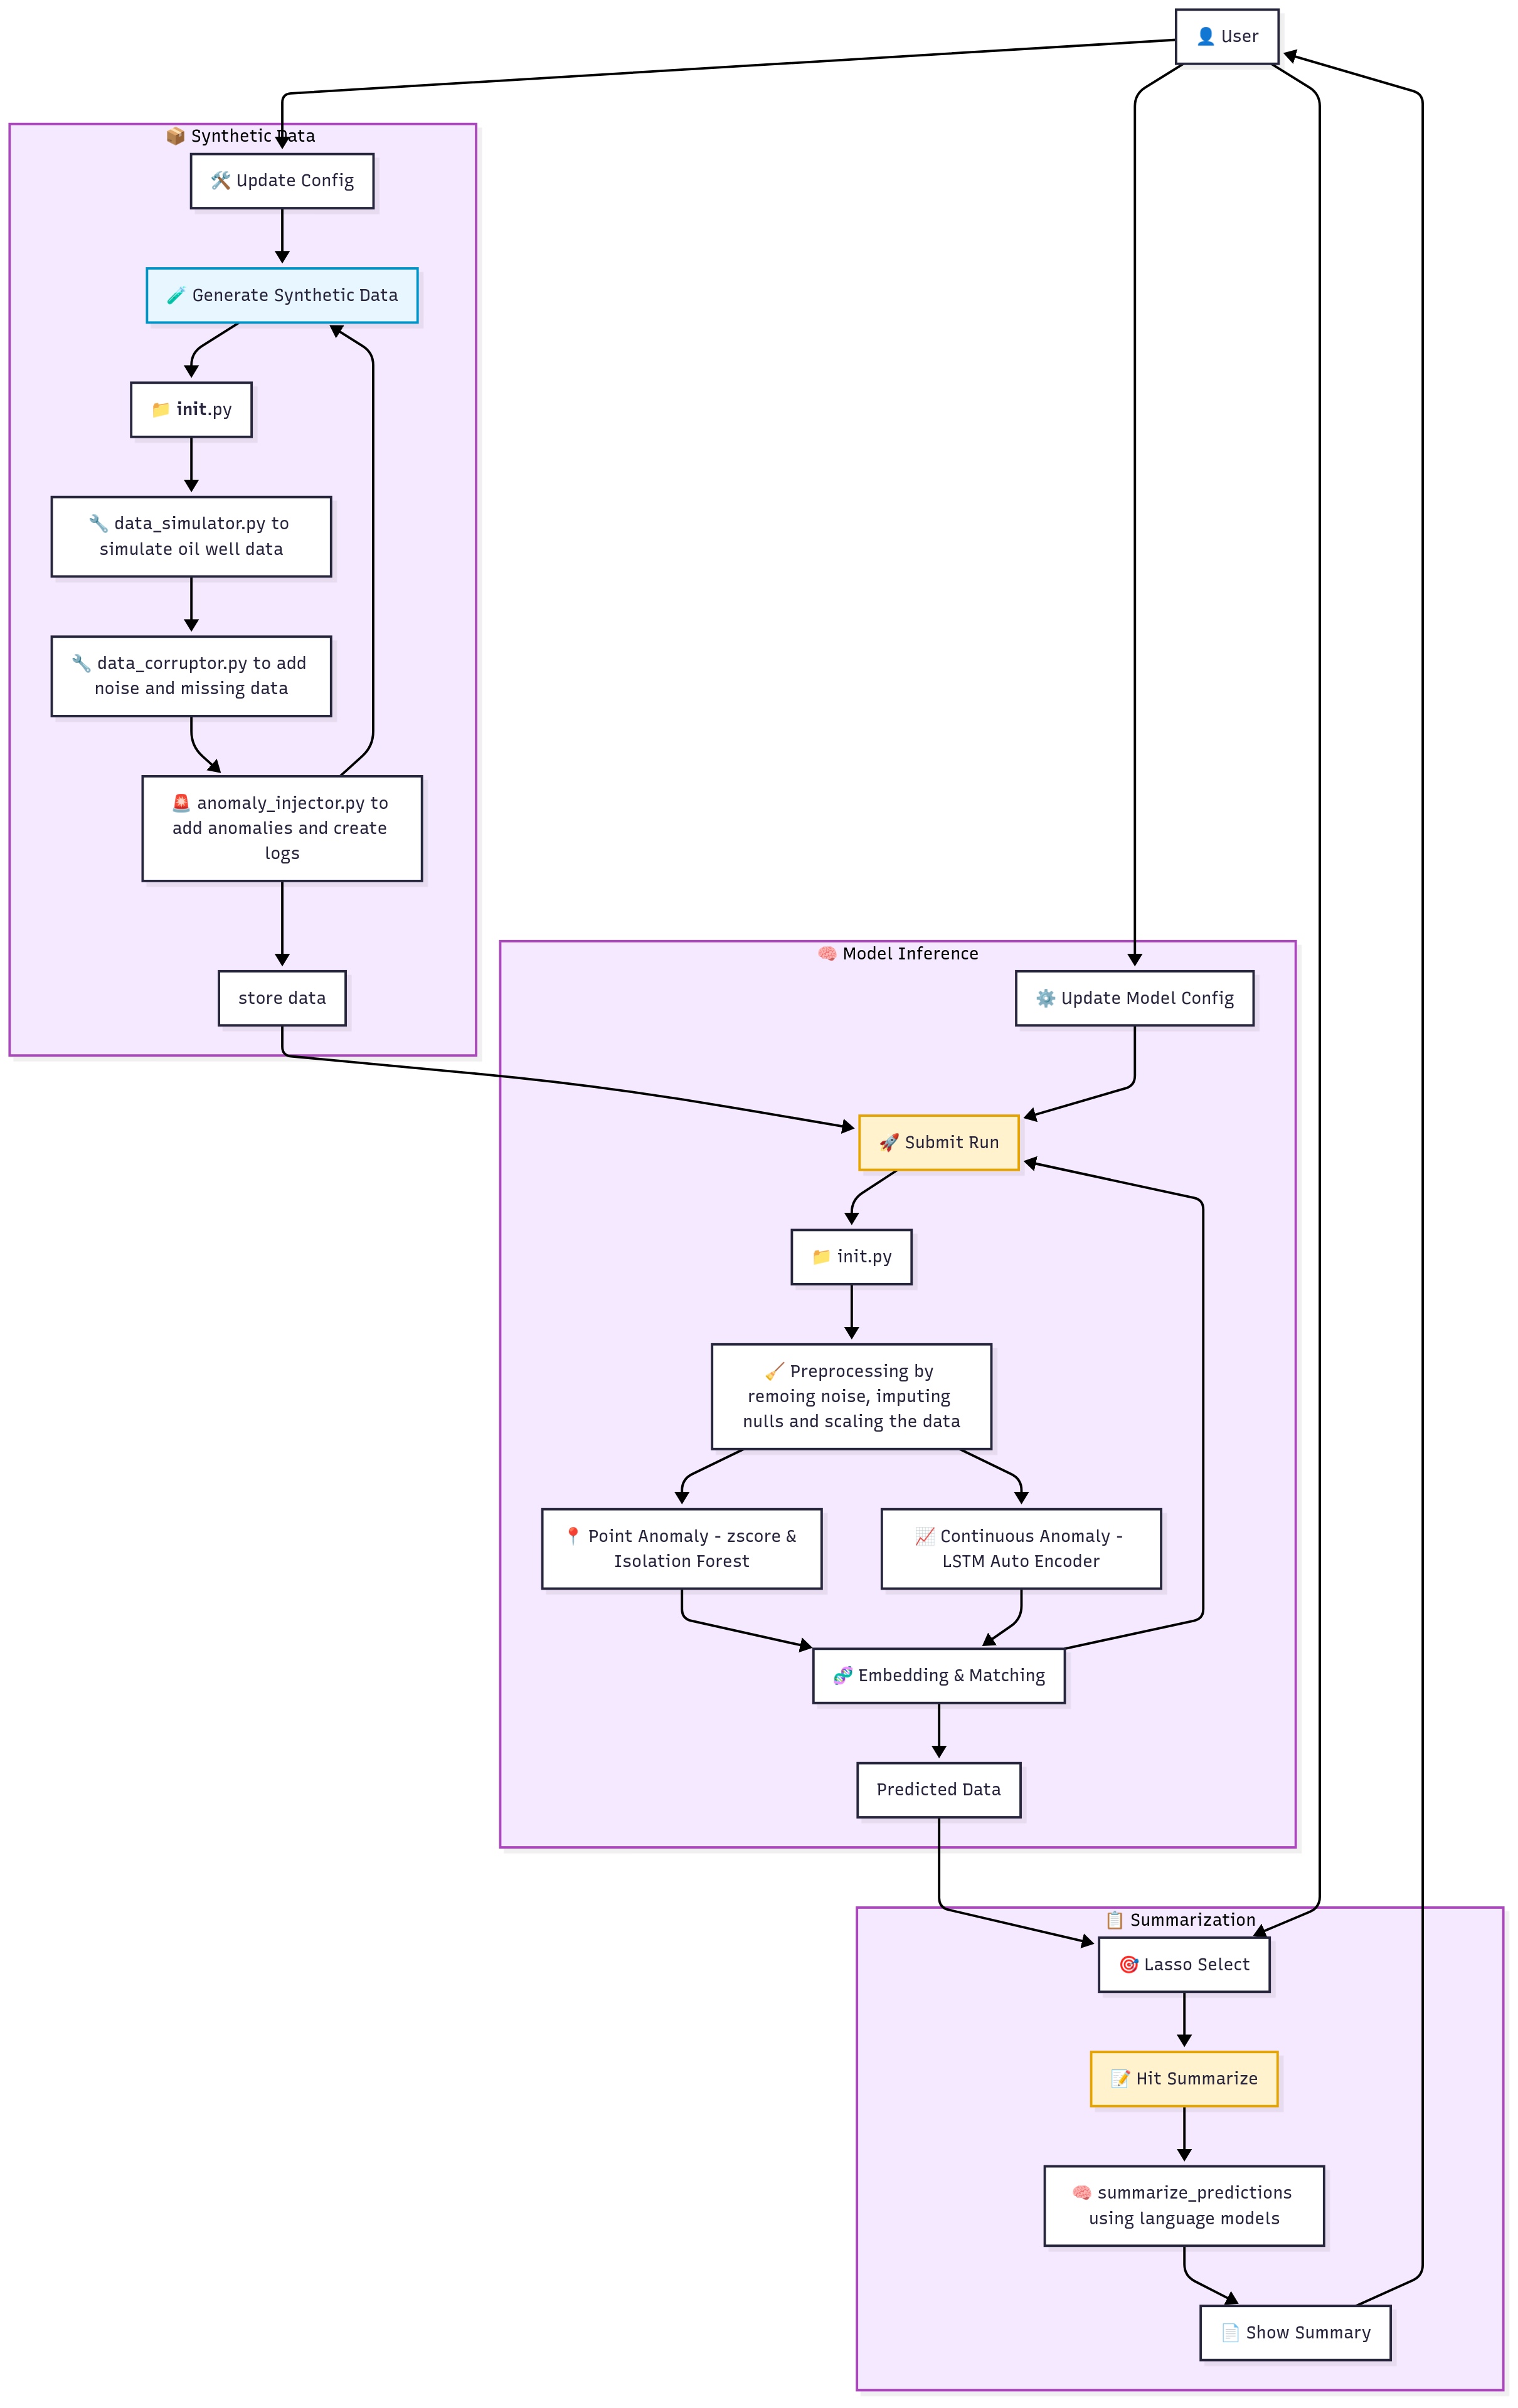 👤 User
📦 Synthetic Data
🛠️ Update Config
🧪 Generate Synthetic Data
📁 init.py
🔧 data_simulator.py to
simulate oil well data
🔧 data_corruptor.py to add
noise and missing data
🚨 anomaly_injector.py to
add anomalies and create
logs
store data
🧠 Model Inference
⚙️ Update Model Config
🚀 Submit Run
📁 init.py
🧹 Preprocessing by
remoing noise, imputing
nulls and scaling the data
📍 Point Anomaly - zscore &
Isolation Forest
📈 Continuous Anomaly -
LSTM Auto Encoder
🧬 Embedding & Matching
Predicted Data
📋 Summarization
🎯 Lasso Select
📝 Hit Summarize
🧠 summarize_predictions
using language models
📄 Show Summary